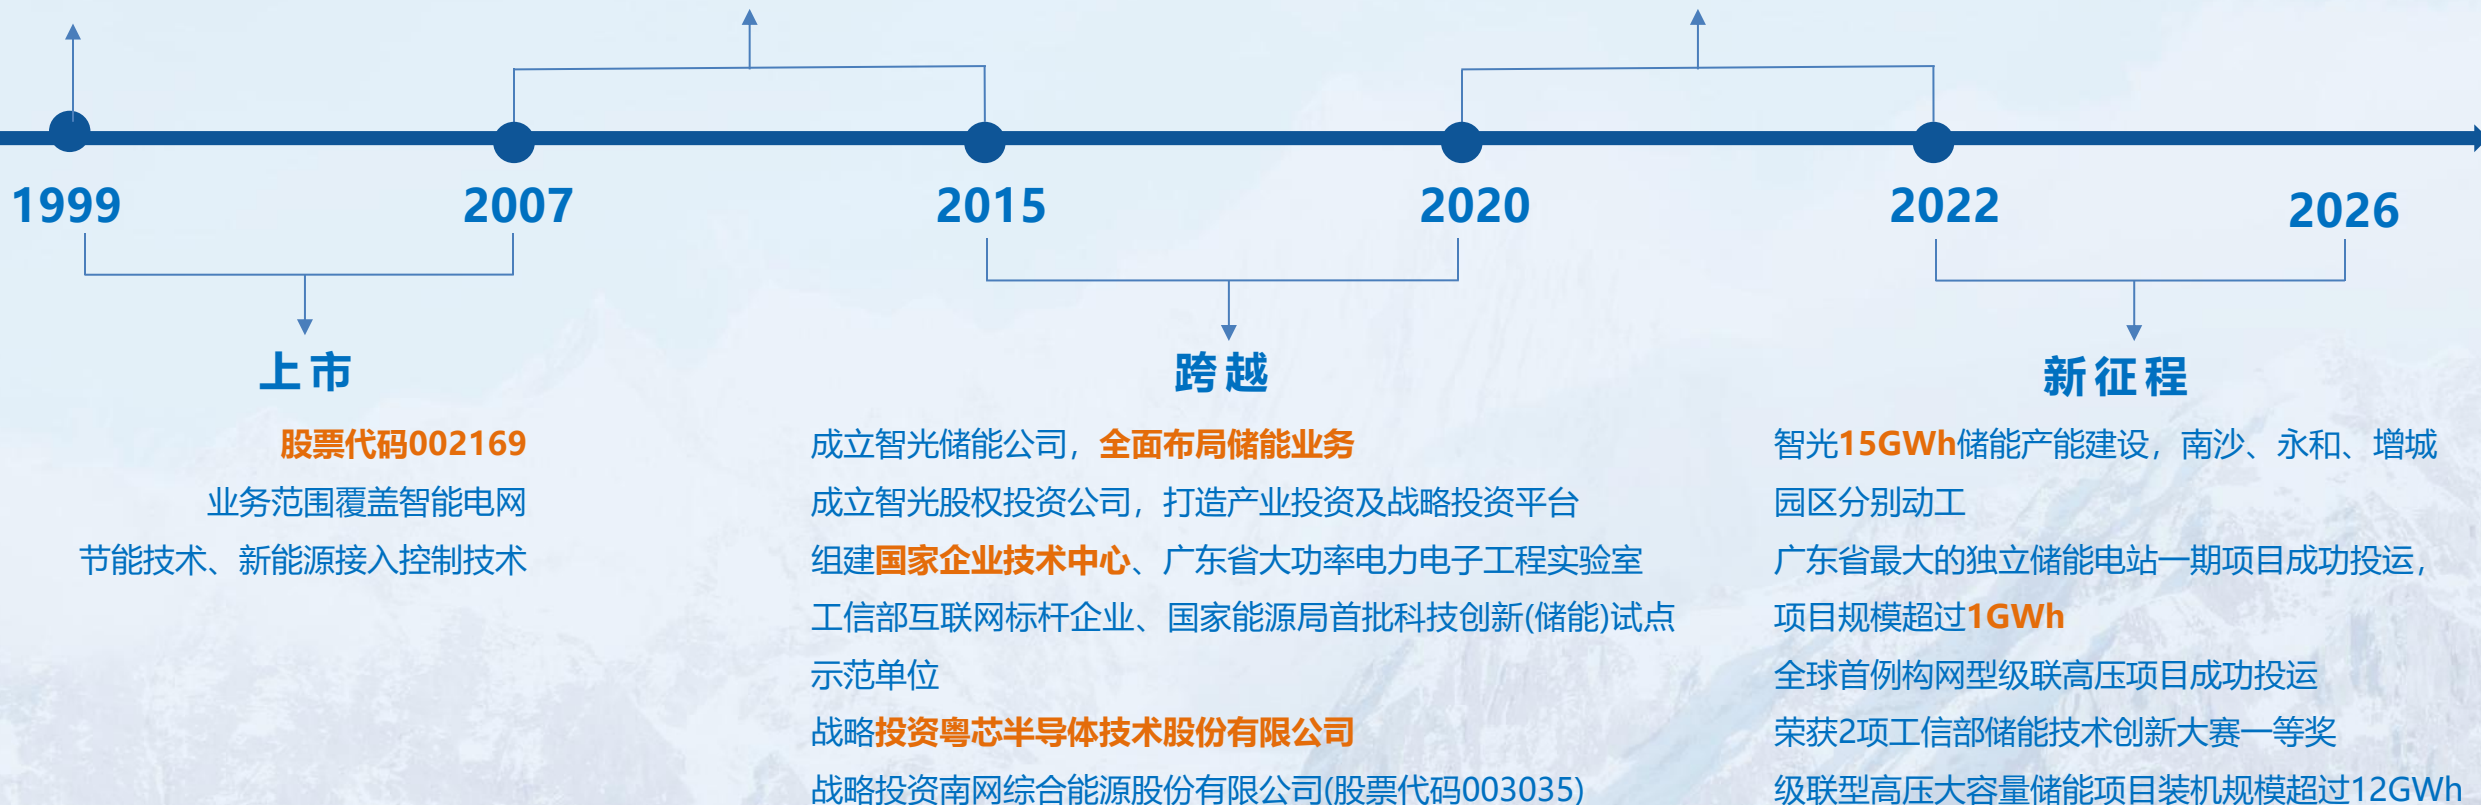 1999
2007
2015
2020
2022
2026
上市
股票代码002169
业务范围覆盖智能电网
节能技术、新能源接入控制技术
跨越
成立智光储能公司，全面布局储能业务
成立智光股权投资公司，打造产业投资及战略投资平台
组建国家企业技术中心、广东省大功率电力电子工程实验室
工信部互联网标杆企业、国家能源局首批科技创新(储能)试点
示范单位
战略投资粤芯半导体技术股份有限公司
战略投资南网综合能源股份有限公司(股票代码003035)
新征程
智光15GWh储能产能建设，南沙、永和、增城
园区分别动工
广东省最大的独立储能电站一期项目成功投运，
项目规模超过1GWh
全球首例构网型级联高压项目成功投运
荣获2项工信部储能技术创新大赛一等奖
级联型高压大容量储能项目装机规模超过12GWh